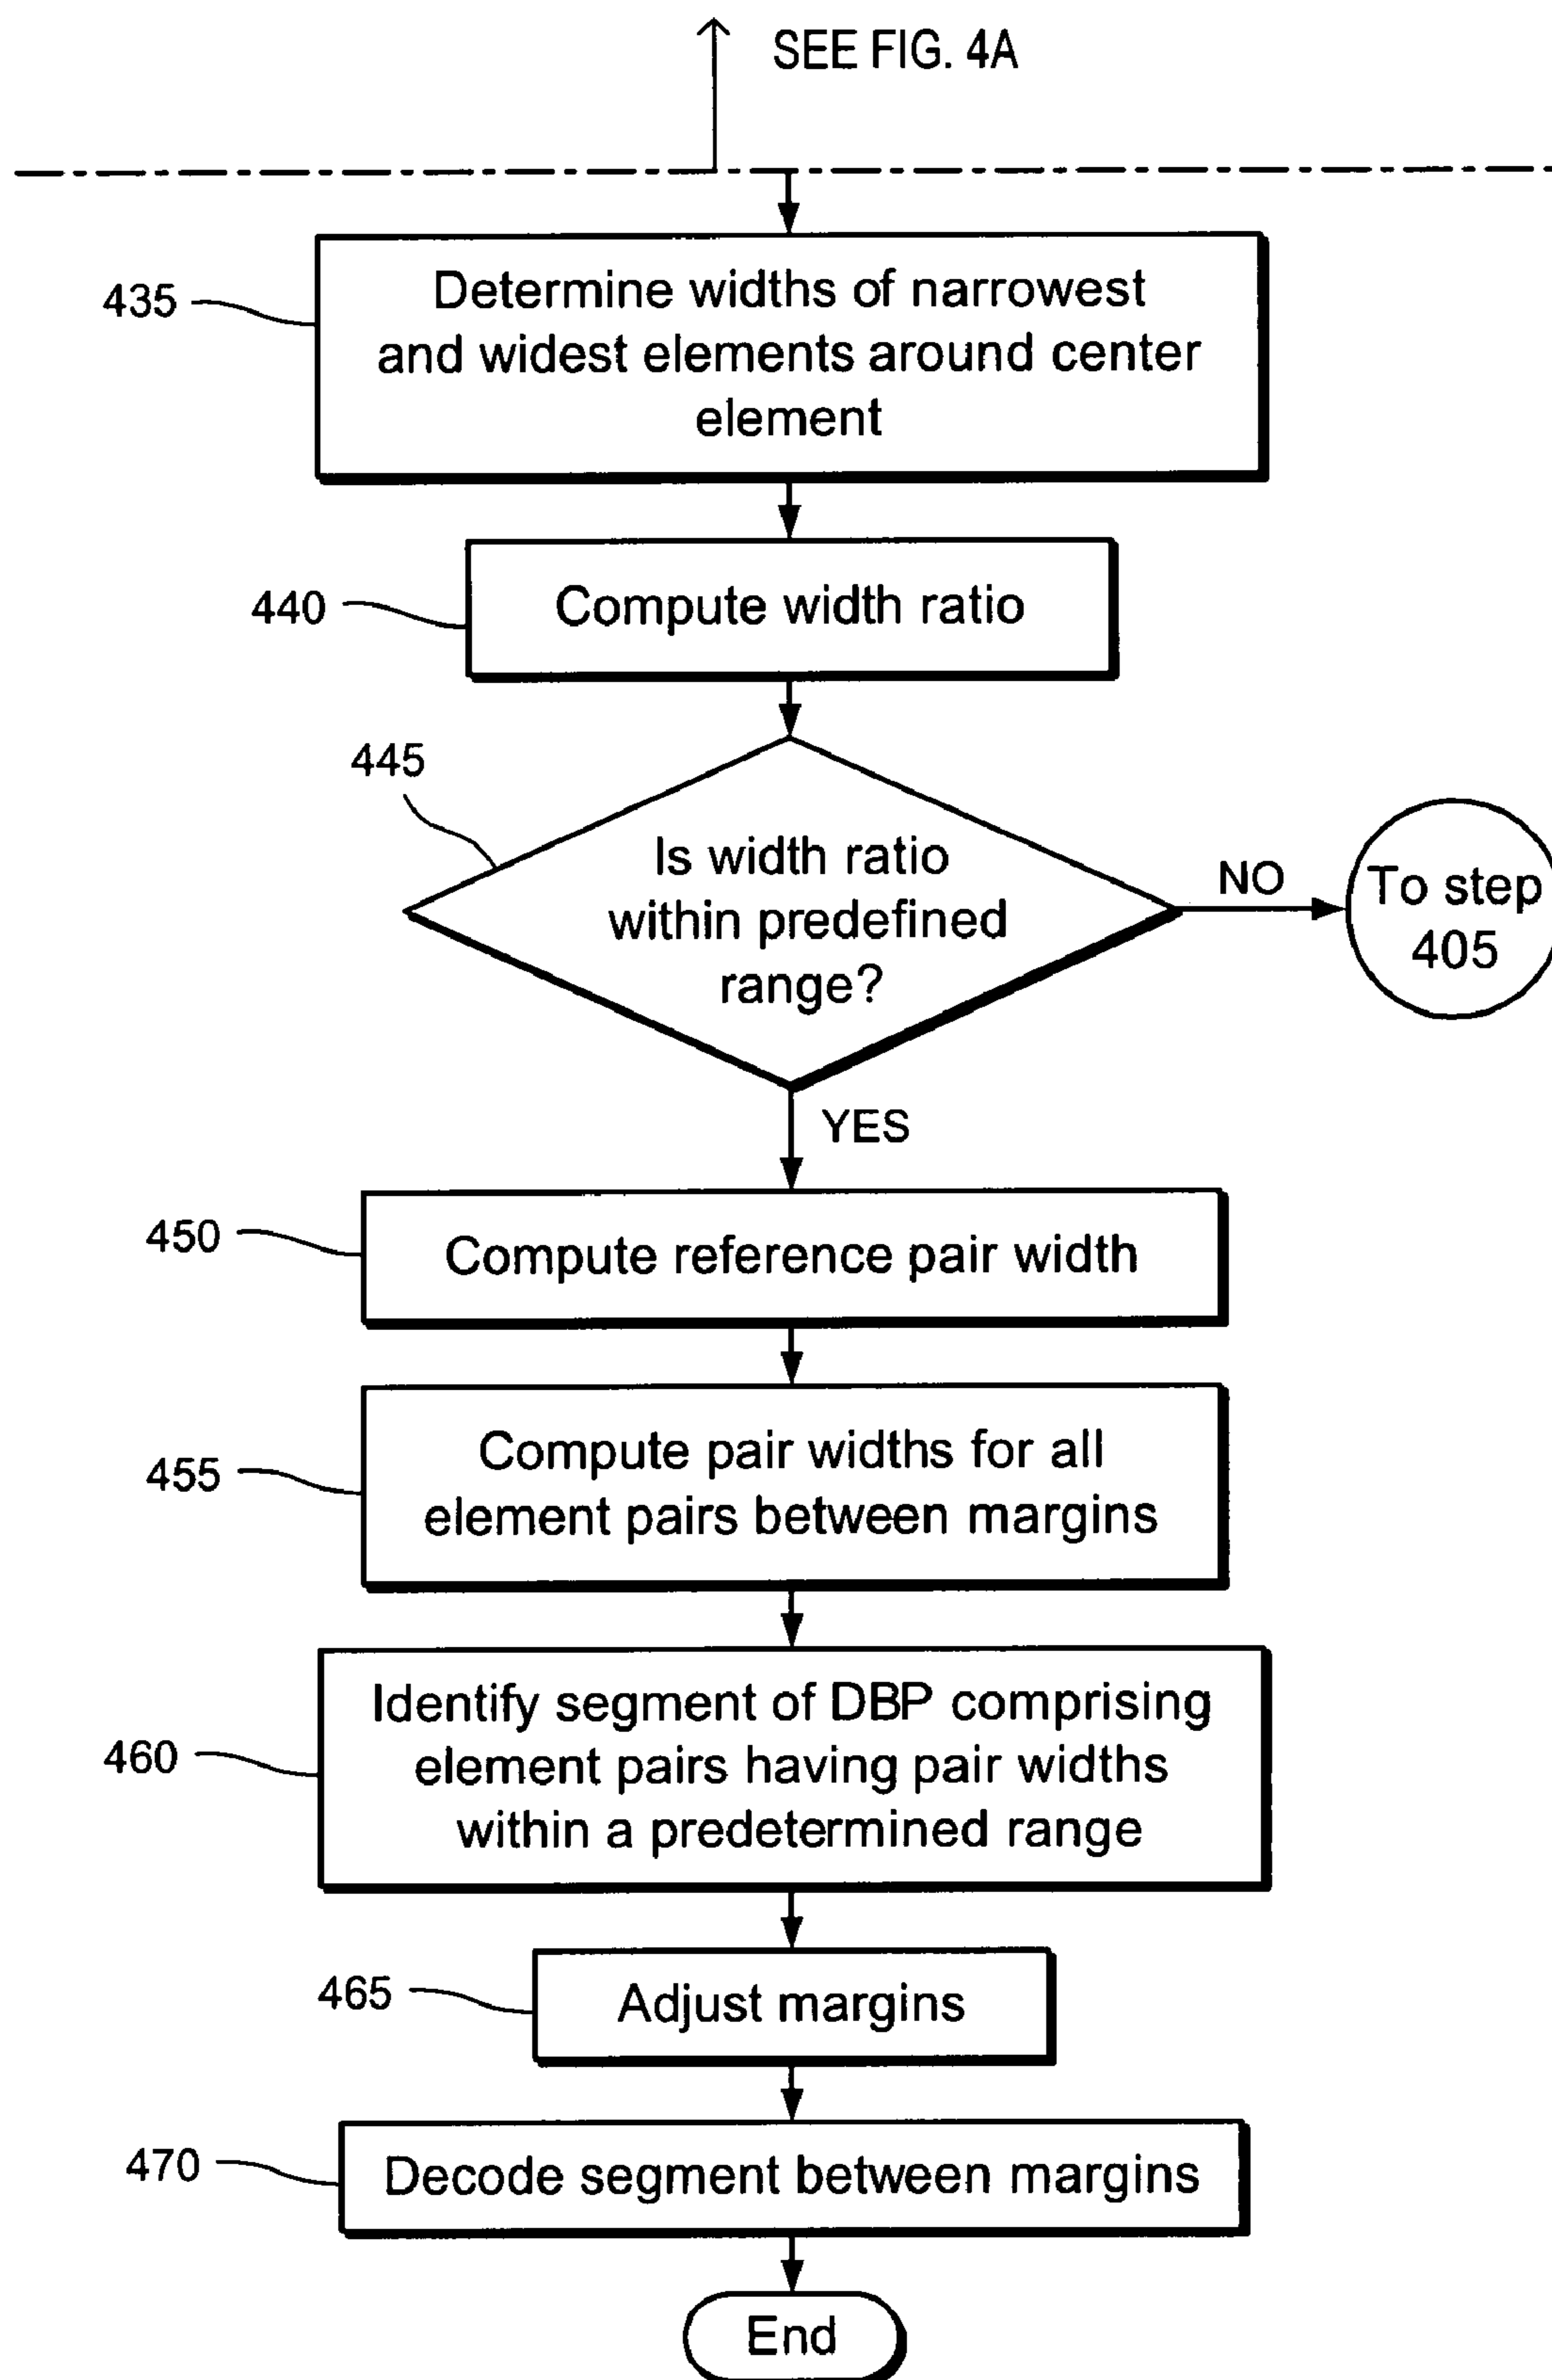 SEE FIG. 4A
435
Determine widths of narrowest
and widest elements around center
element
440
Compute width ratio
445
Is width ratio
within predefined
range?
NO
To step
405
YES
450
Compute reference pair width
455
Compute pair widths for all
element pairs between margins
460
Identify segment of DBP comprising
element pairs having pair widths
within a predetermined range
465
Adjust margins
470
Decode segment between margins
End